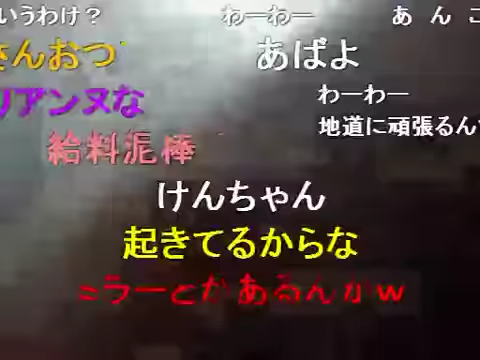 いうわけ？
わーわー
あ ん こ
さんおつ
あばよ
リアンヌな
わーわー
地道に頑張るん
給料泥棒
けんちゃん
起きてるからな
ミラーとかあるんかw